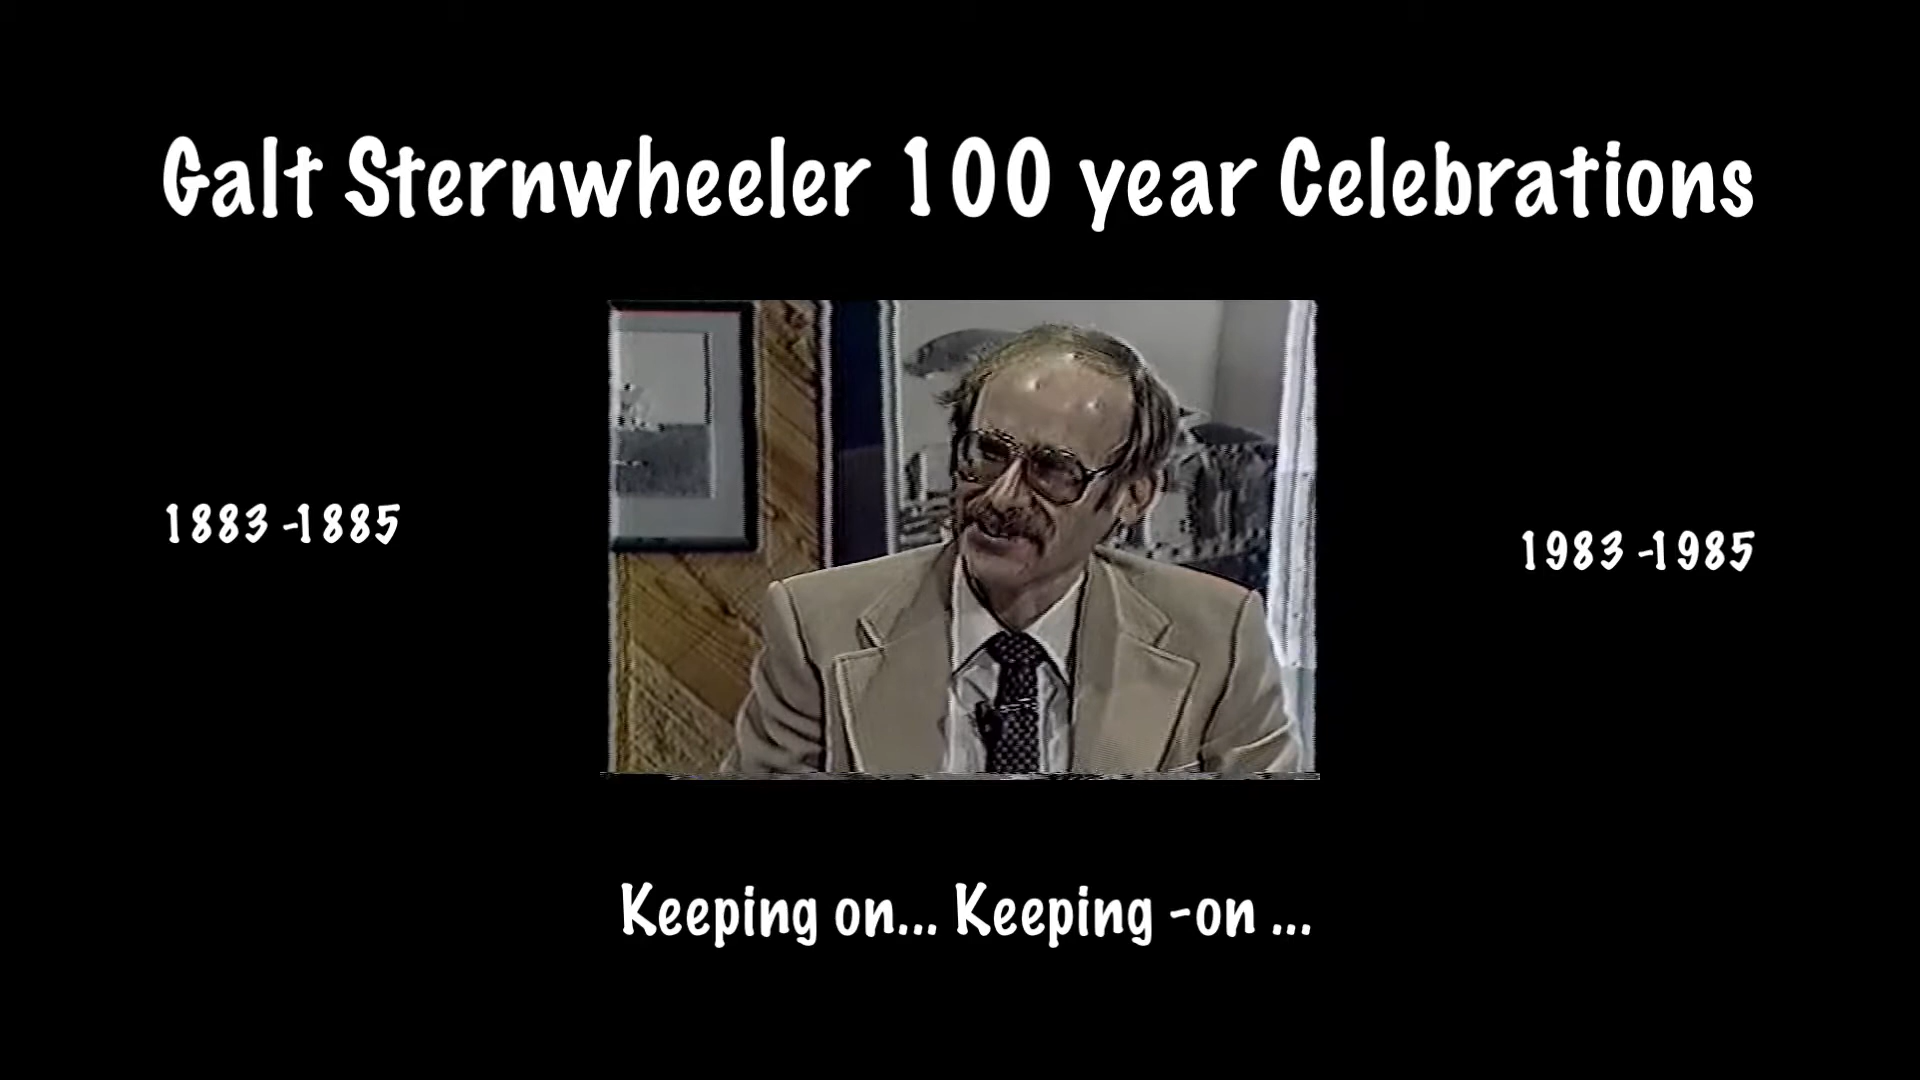 Galt Sternwheeler 100 year Celebrations
1883 -1885
1983 -1985
Keeping on... Keeping -on ...